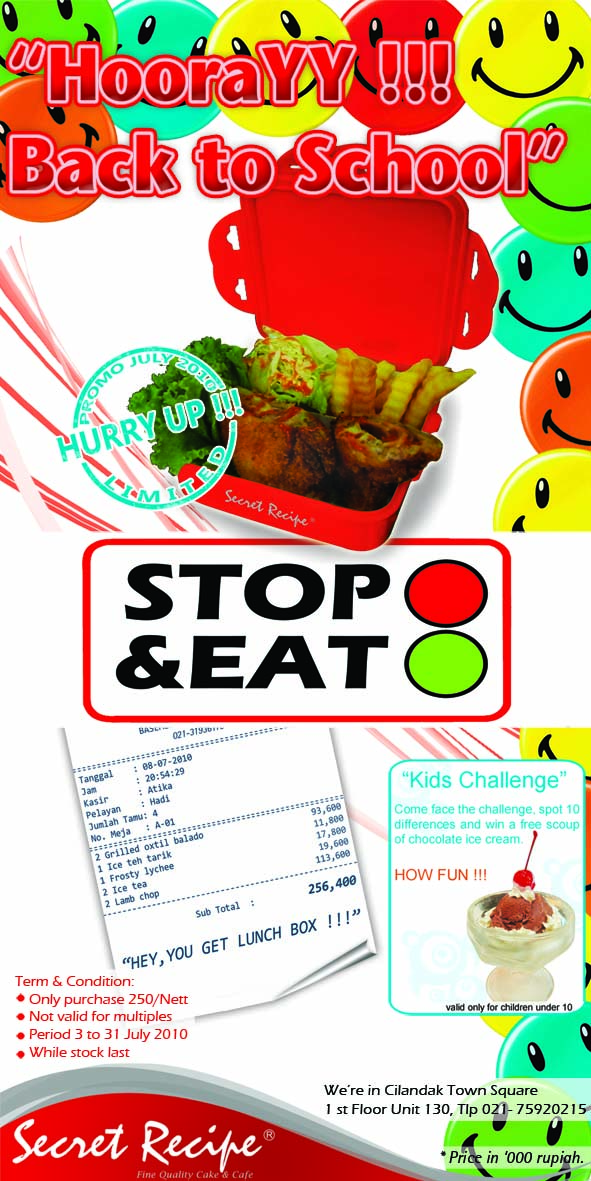 "HooraYY !!!
Back to School"
PROMO JULY 2010
HURRY UP !!!
LIMITED
Secret Recipe®
STOP
&EAT
Tanggal : 08-07-2010
Jam : 20:54:29
Kasir : Atika
Pelayan : Hadi
Jumlah Tamu: 4
No. Meja : A-01
2 Grilled oxtil balado 93,600
1 Ice teh tarik 11,800
1 Frosty lychee 17,800
2 Ice tea 19,600
2 Lamb chop 113,600
Sub Total : 256,400
"HEY,YOU GET LUNCH BOX !!!"
"Kids Challenge"
Come face the challenge, spot 10
differences and win a free scoop
of chocolate ice cream.
HOW FUN !!!
valid only for children under 10
Term & Condition:
Only purchase 250/Nett
Not valid for multiples
Period 3 to 31 July 2010
While stock last
We're in Cilandak Town Square
1 st Floor Unit 130, Tlp 021- 75920215
* Price in '000 rupiah.
Secret Recipe®
Fine Quality Cake & Cafe